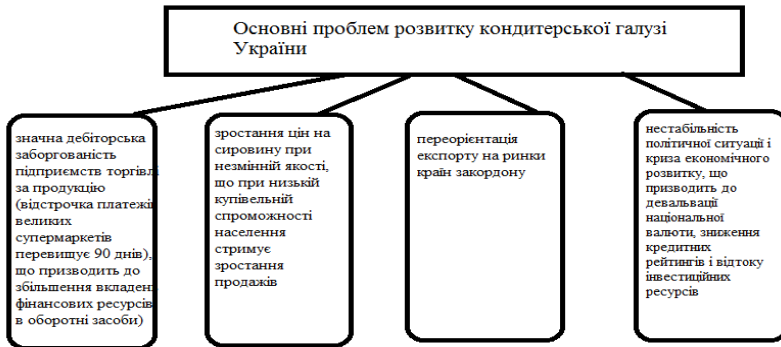 Основні проблем розвитку кондитерської галузі
України
значна дебіторська
заборгованість
підприємств торгівлі
за продукцію
(відстрочка платежів
великих
супермаркетів
перевищує 90 днів),
що призводить до
збільшення вкладень
фінансових ресурсів
в оборотні засоби)
зростання цін на
сировину при
незмінній якості,
що при низькій
купівельній
спроможності
населення
стримує
зростання
продажів
переорієнтація
експорту на ринки
країн закордону
нестабільність
політичної ситуації і
криза економічного
розвитку, що
призводить до
девальвації
національної
валюти, зниження
кредитних
рейтингів і відтоку
інвестиційних
ресурсів